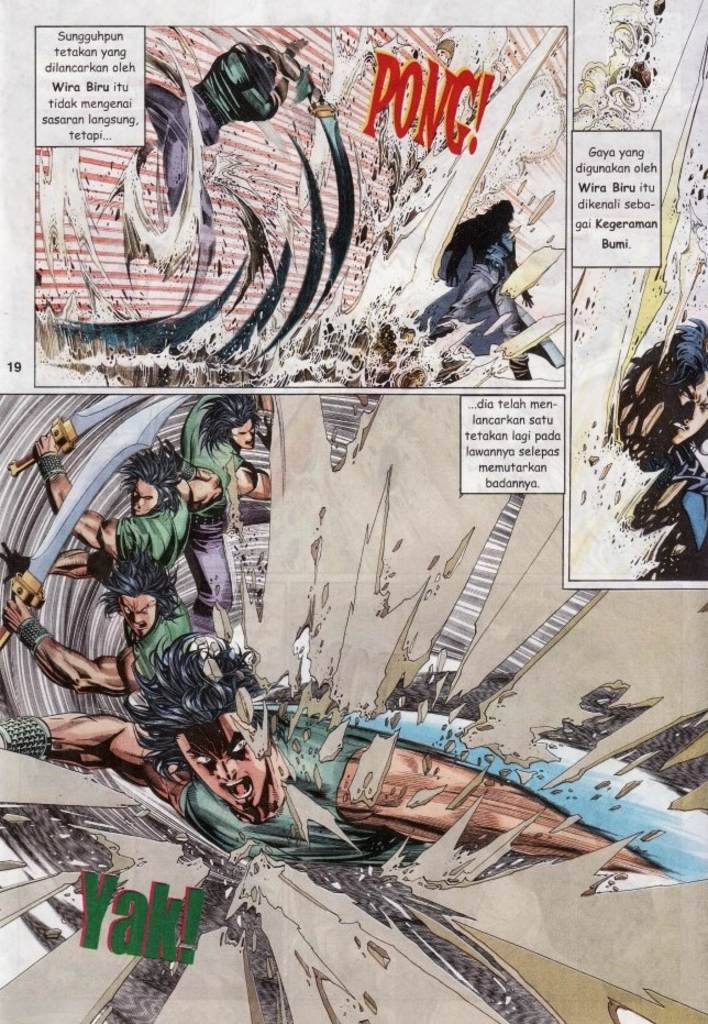 Sungguhpun
tetakan yang
dilancarkan oleh
Wira Biru itu
tidak mengenai
sasaran langsung,
tetapi...
PONG!
Gaya yang
digunakan oleh
Wira Biru itu
dikenali seba-
gai Kegeraman
Bumi.
19
...dia telah men-
lancarkan satu
tetakan lagi pada
lawannya selepas
memutarkan
badannya.
Yak!